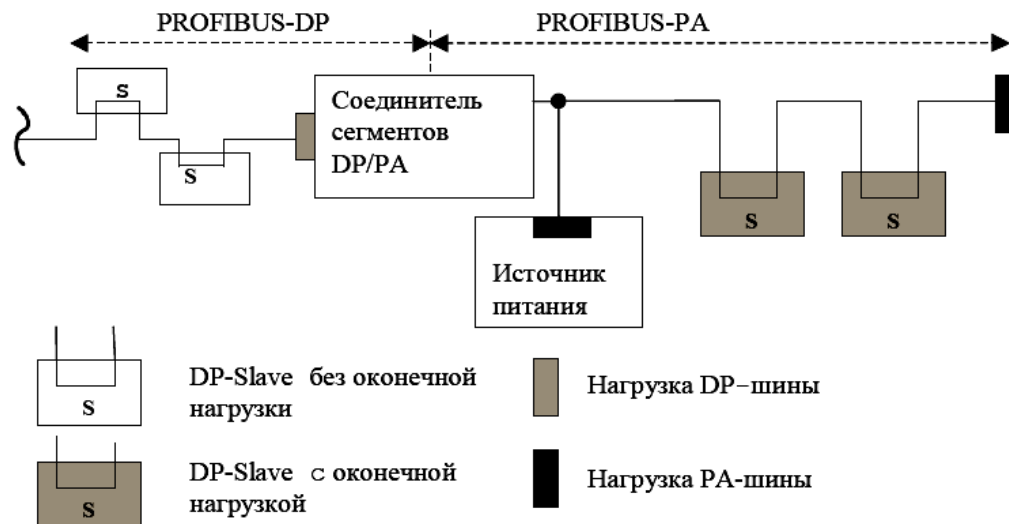 PROFIBUS-DP
PROFIBUS-PA
S
S
Соединитель
сегментов
DP/PA
S
S
Источник
питания
S
DP-Slave без оконечной
нагрузки
Нагрузка DP–шины
S
DP-Slave с оконечной
нагрузкой
Нагрузка PA-шины